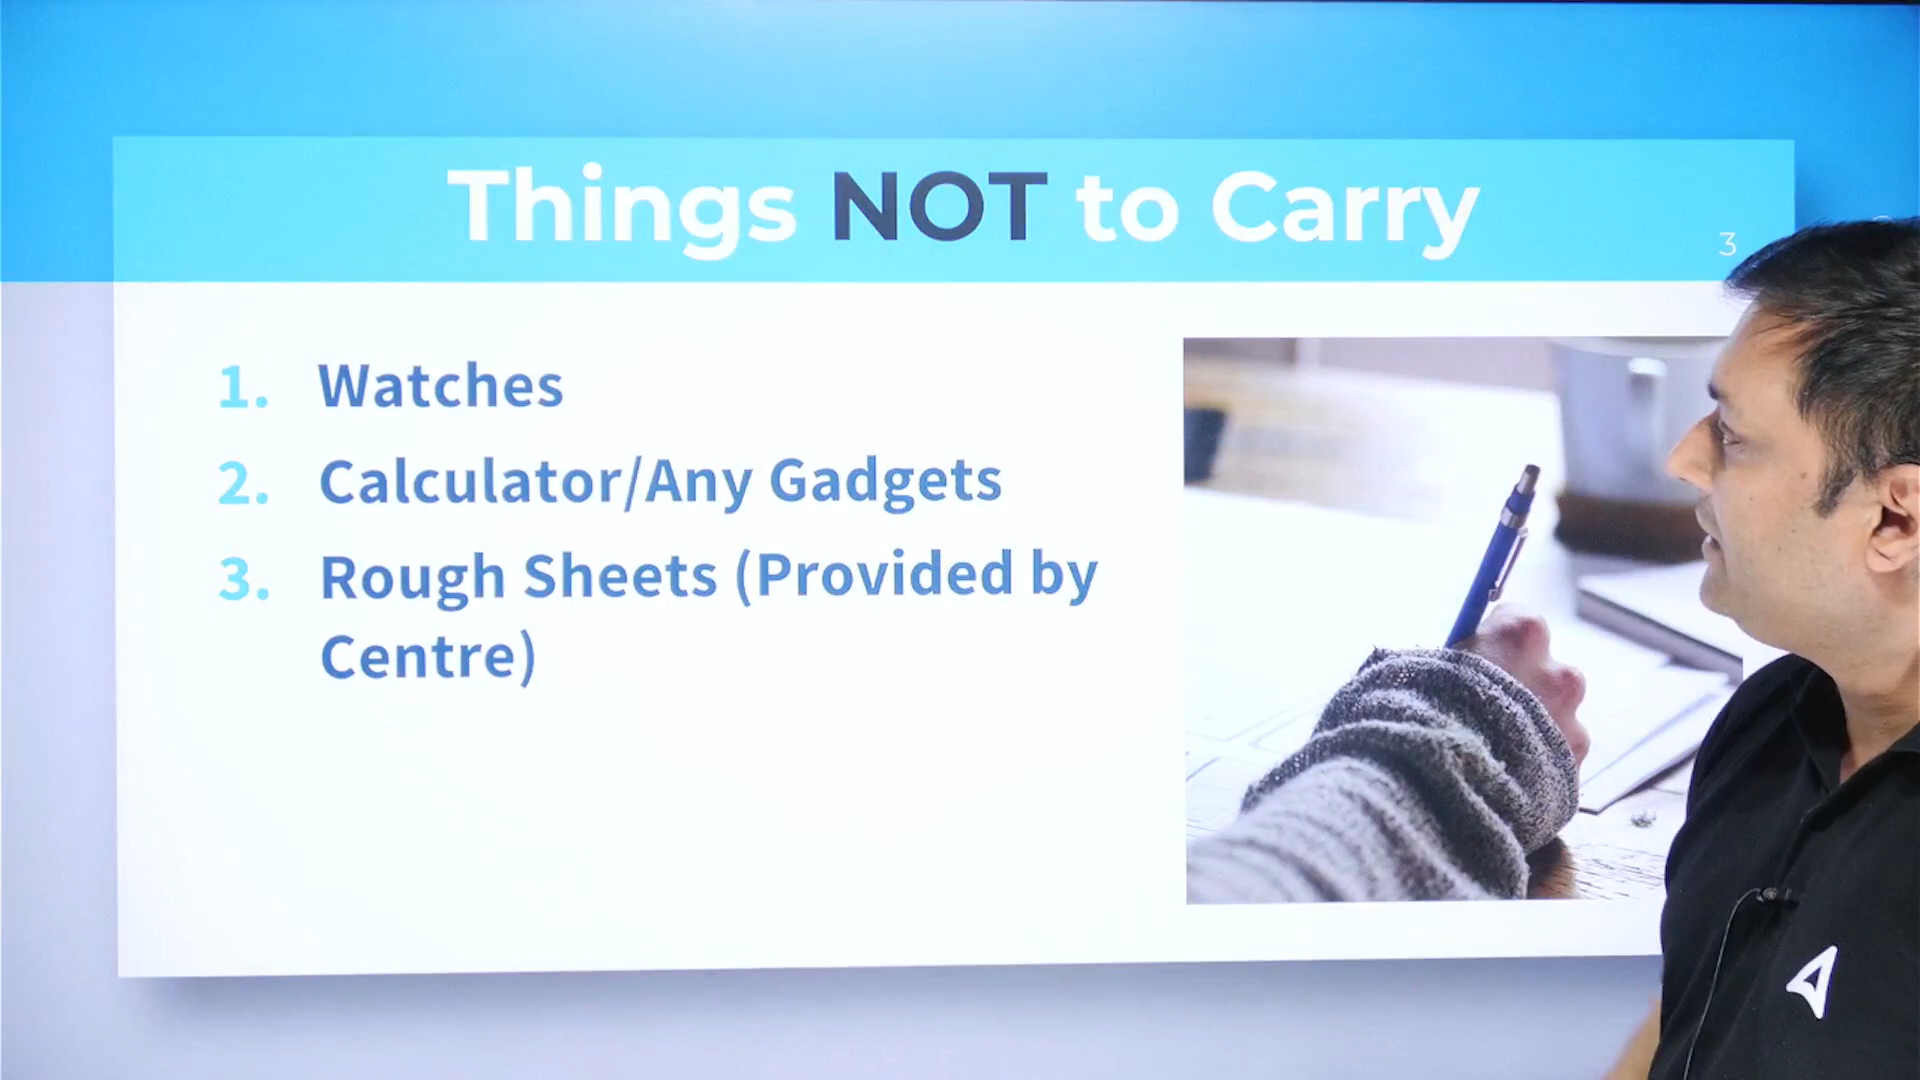 Things NOT to Carry
3
1. Watches
2. Calculator/Any Gadgets
3. Rough Sheets (Provided by
Centre)